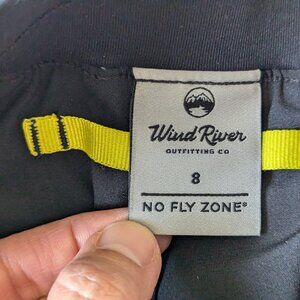 Wind River
OUTFITTING CO
8
NO FLY ZONE®